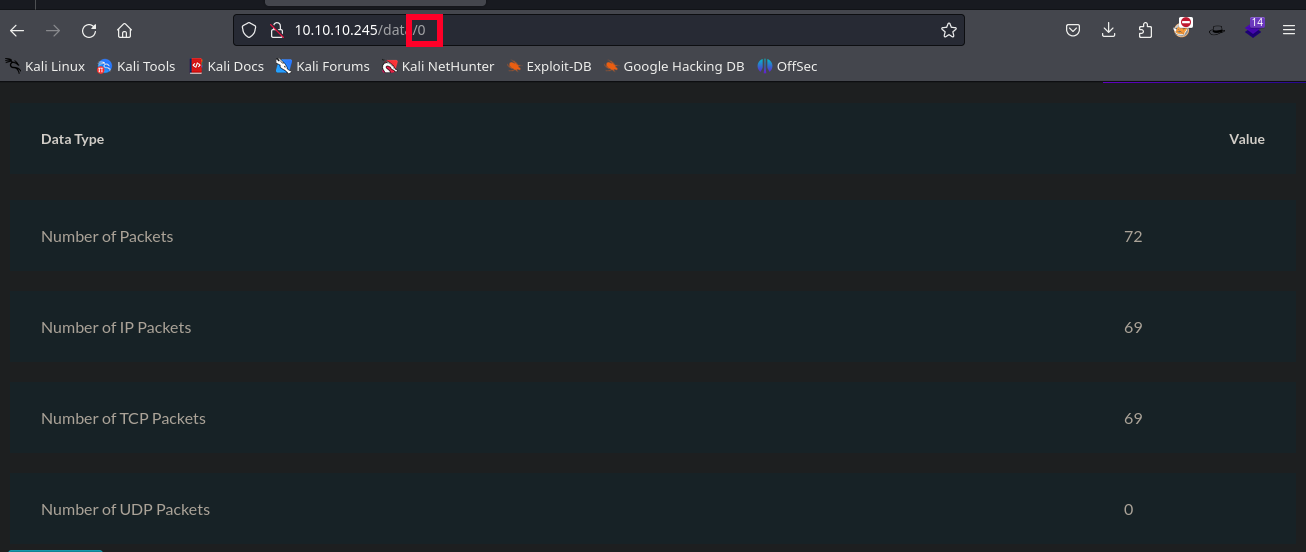 10.10.10.245/data/0
14
Kali Linux Kali Tools Kali Docs Kali Forums Kali NetHunter Exploit-DB Google Hacking DB OffSec
Data Type Value
Number of Packets 72
Number of IP Packets 69
Number of TCP Packets 69
Number of UDP Packets 0